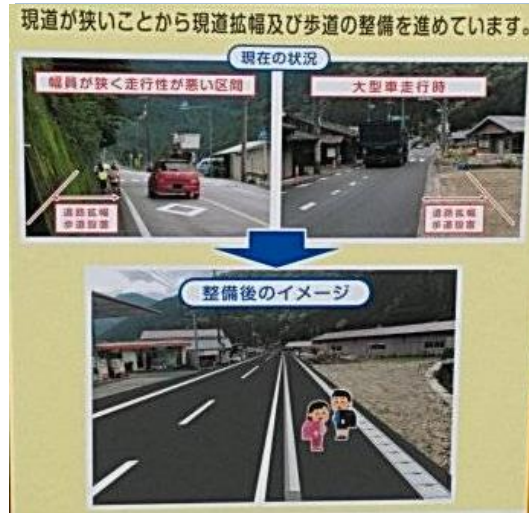 現道が狭いことから現道拡幅及び歩道の整備を進めています。
現在の状況
幅員が狭く走行性が悪い区間
大型車走行時
道路拡幅
歩道設置
道路拡幅
歩道設置
整備後のイメージ